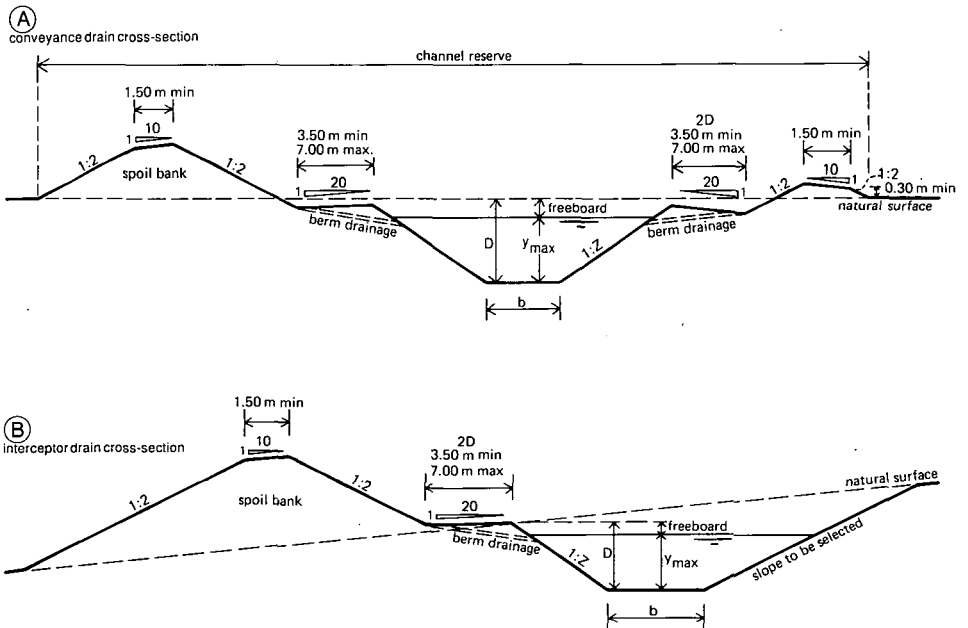 A
conveyance drain cross-section
channel reserve
1.50 m min
10
1
1:2
1:2
spoil bank
3.50 m min
7.00 m max.
20
1
berm drainage
2D
3.50 m min
7.00 m max
20
1
1.50 m min
10
1
1:2
1:2
0.30 m min
natural surface
freeboard
berm drainage
D
ymax
1:Z
b
B
interceptor drain cross-section
1.50 m min
10
1
1:2
1:2
spoil bank
2D
3.50 m min
7.00 m max
20
1
natural surface
freeboard
berm drainage
1:Z
D
ymax
slope to be selected
b